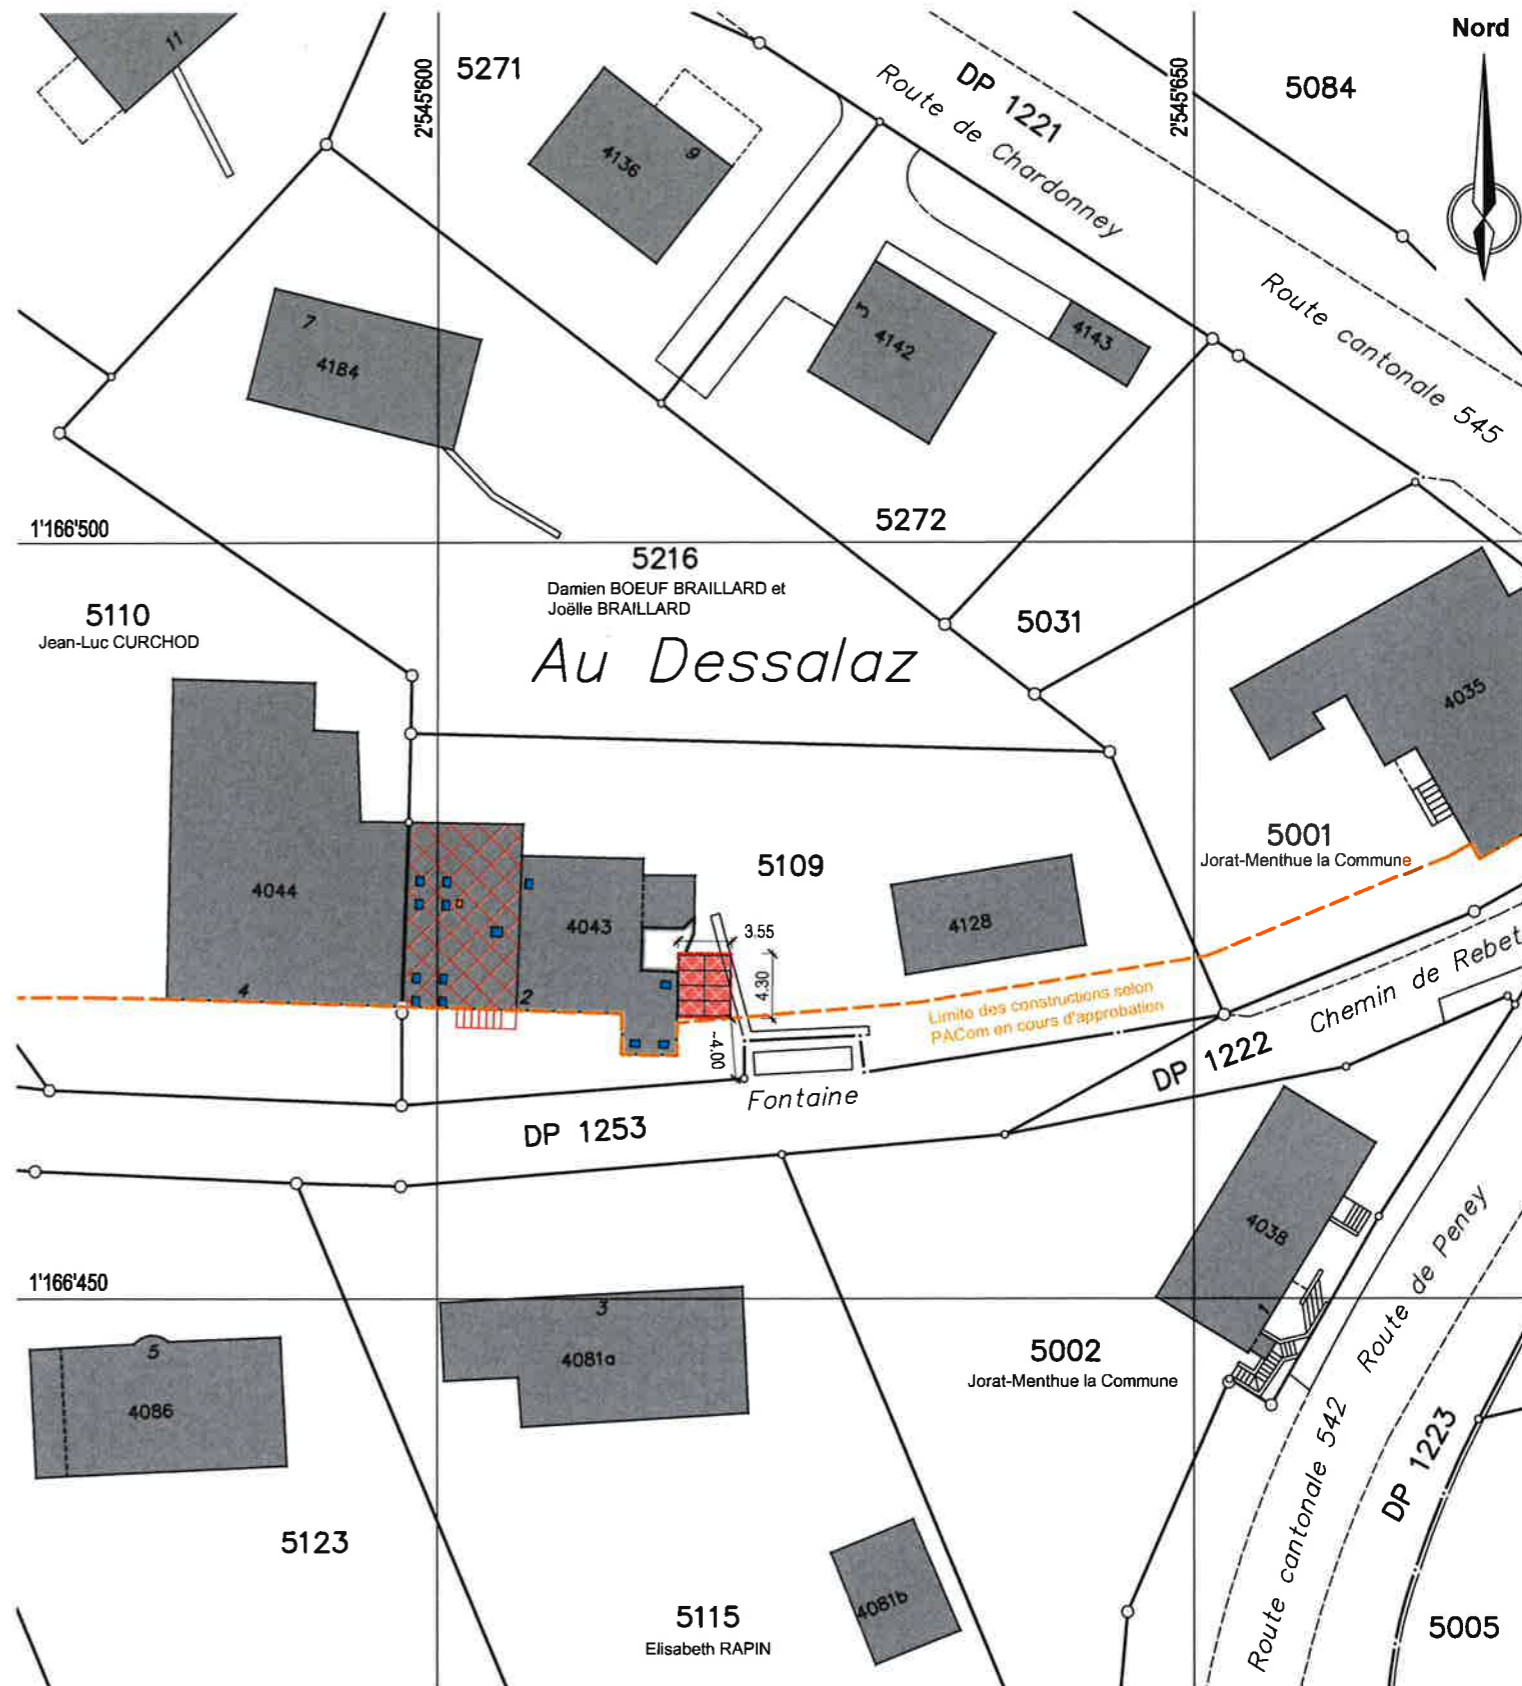 Nord
11
2'545'600
5271
DP 1221
Route de Chardonney
2'545'650
5084
4136
9
7
4184
3
4142
4143
Route cantonale 545
1'166'500
5272
5216
Damien BOEUF BRAILLARD et
Joëlle BRAILLARD
5110
Jean-Luc CURCHOD
5031
Au Dessalaz
4035
5001
Jorat-Menthue la Commune
5109
4044
4043
4128
3.55
4.30
4
2
Limite des constructions selon
PACom en cours d'approbation
~4.00
Chemin de Rebet
DP 1222
Fontaine
DP 1253
4038
1
Route de Peney
1'166'450
3
4081a
5
4086
5002
Jorat-Menthue la Commune
Route cantonale 542
DP 1223
5123
4081b
5115
Elisabeth RAPIN
5005